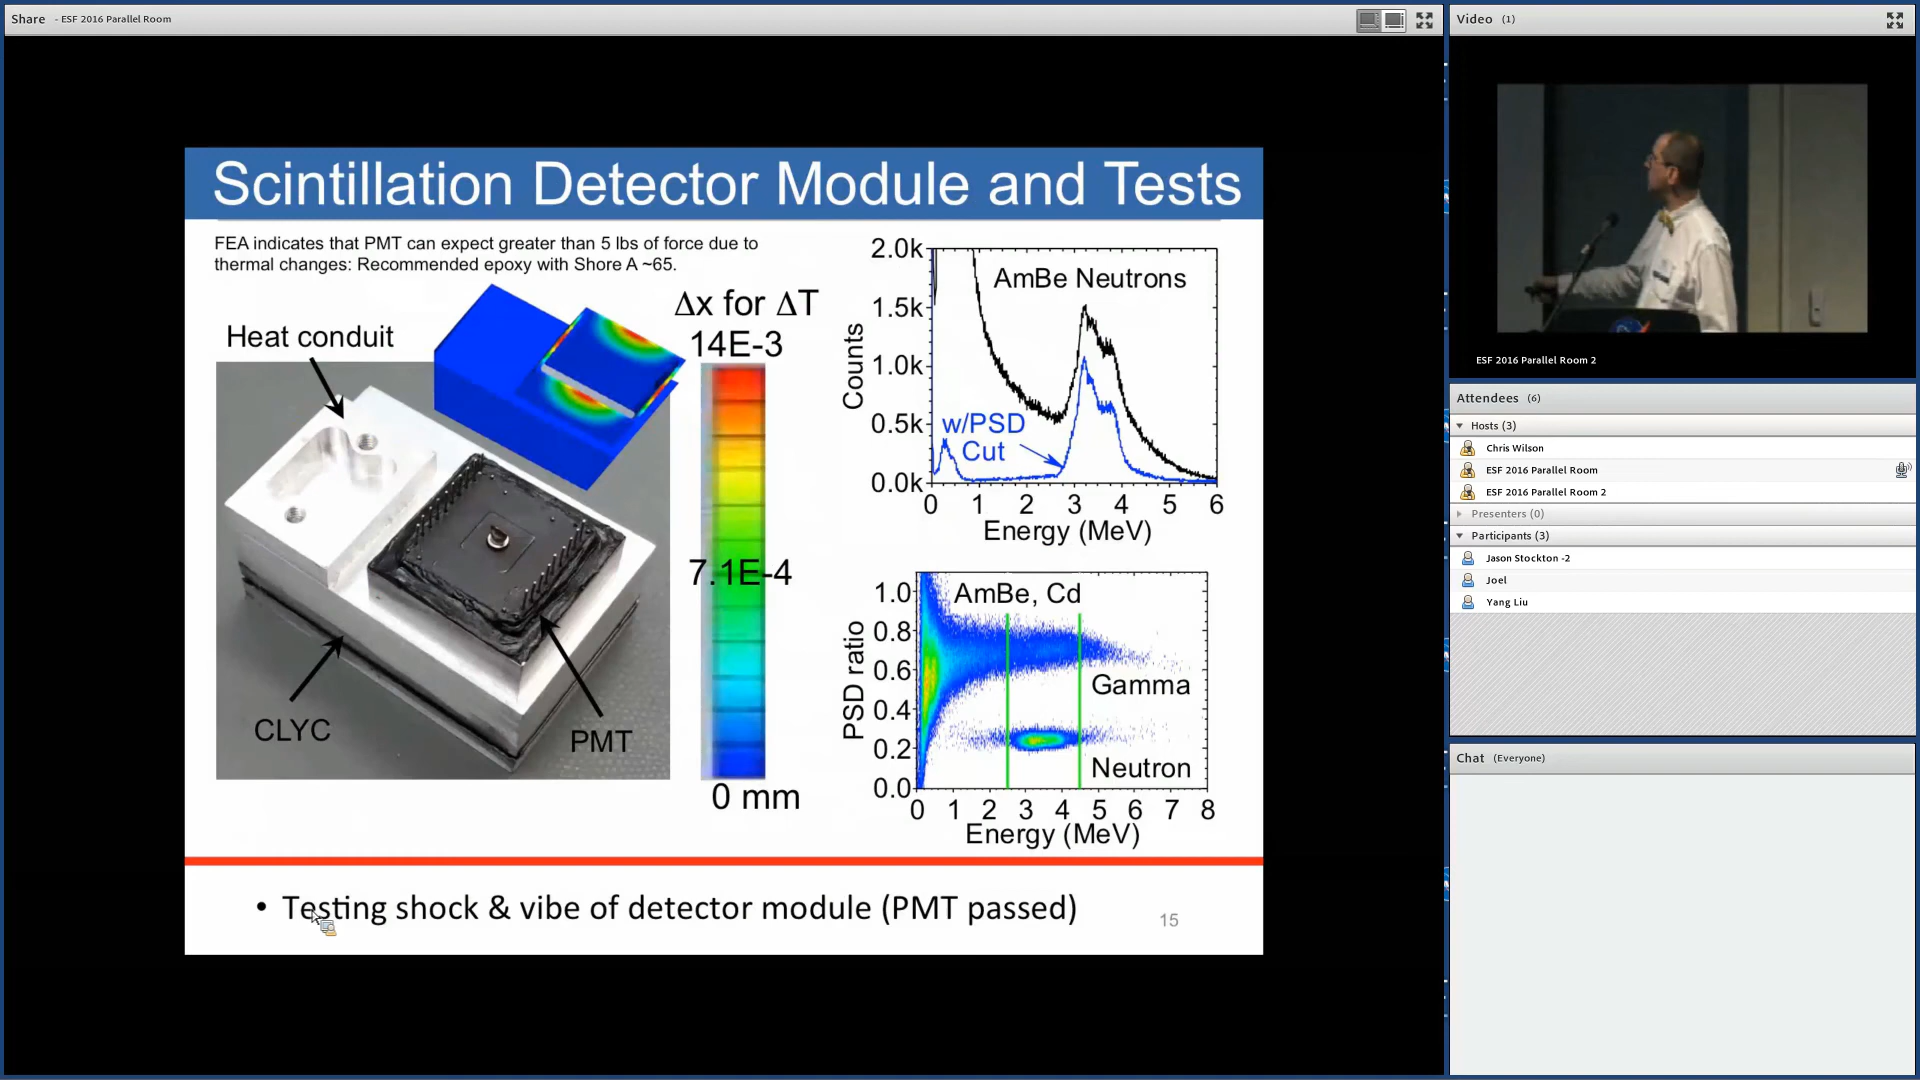 Share - ESF 2016 Parallel Room
Scintillation Detector Module and Tests
FEA indicates that PMT can expect greater than 5 lbs of force due to
thermal changes: Recommended epoxy with Shore A ~65.
Heat conduit
CLYC
PMT
Δx for ΔT
14E-3
7.1E-4
0 mm
2.0k
1.5k
1.0k
0.5k
0.0k
Counts
AmBe Neutrons
w/PSD
Cut
0 1 2 3 4 5 6
Energy (MeV)
1.0
0.8
0.6
0.4
0.2
0.0
PSD ratio
AmBe, Cd
Gamma
Neutron
0 1 2 3 4 5 6 7 8
Energy (MeV)
• Testing shock & vibe of detector module (PMT passed)
15
Video (1)
ESF 2016 Parallel Room 2
Attendees (6)
Hosts (3)
Chris Wilson
ESF 2016 Parallel Room
ESF 2016 Parallel Room 2
Presenters (0)
Participants (3)
Jason Stockton -2
Joel
Yang Liu
Chat (Everyone)